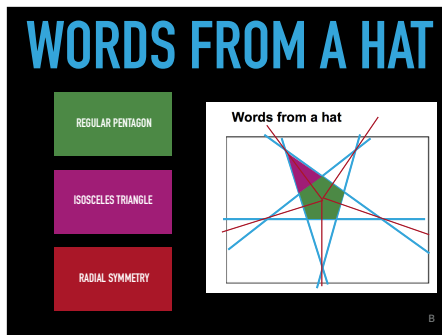 WORDS FROM A HAT
REGULAR PENTAGON
Words from a hat
ISOSCELES TRIANGLE
RADIAL SYMMETRY
B